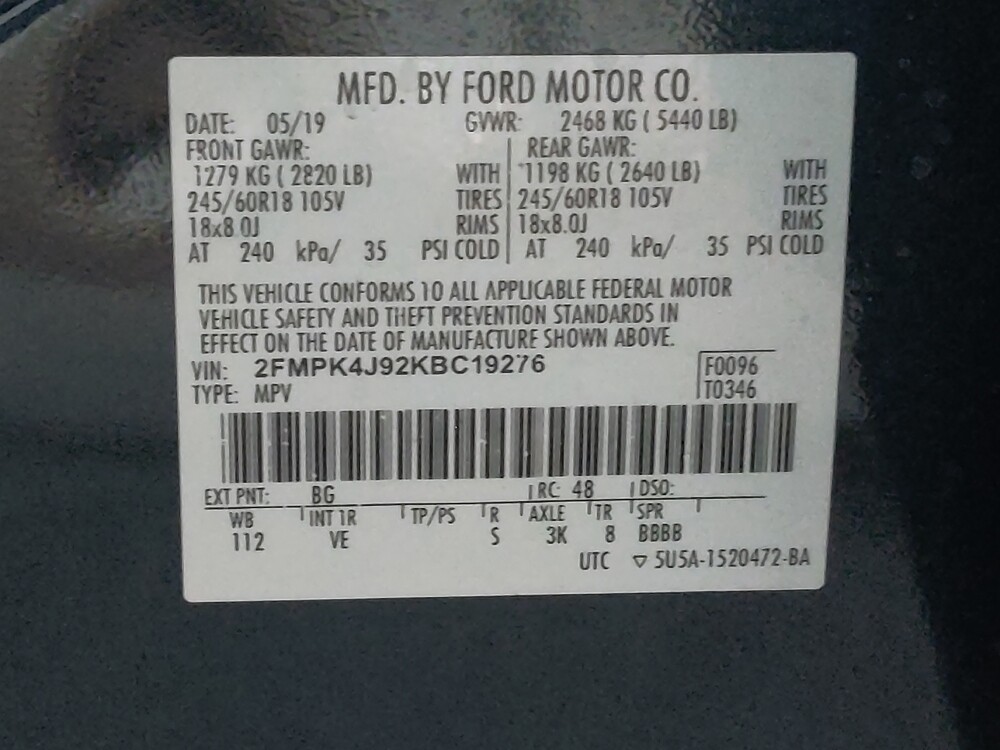 MFD. BY FORD MOTOR CO.
DATE: 05/19 GVWR: 2468 KG ( 5440 LB)
FRONT GAWR: REAR GAWR:
1279 KG ( 2820 LB) WITH 1198 KG ( 2640 LB) WITH
245/60R18 105V TIRES 245/60R18 105V TIRES
18x8.0J RIMS 18x8.0J RIMS
AT 240 kPa/ 35 PSI COLD AT 240 kPa/ 35 PSI COLD
THIS VEHICLE CONFORMS TO ALL APPLICABLE FEDERAL MOTOR
VEHICLE SAFETY AND THEFT PREVENTION STANDARDS IN
EFFECT ON THE DATE OF MANUFACTURE SHOWN ABOVE.
VIN: 2FMPK4J92KBC19276 F0096
TYPE: MPV T0346
EXT PNT: BG RC: 48 DSO:
WB INT TR TP/PS R AXLE TR SPR
112 VE S 3K 8 BBBB
UTC ▽ 5U5A-1520472-BA